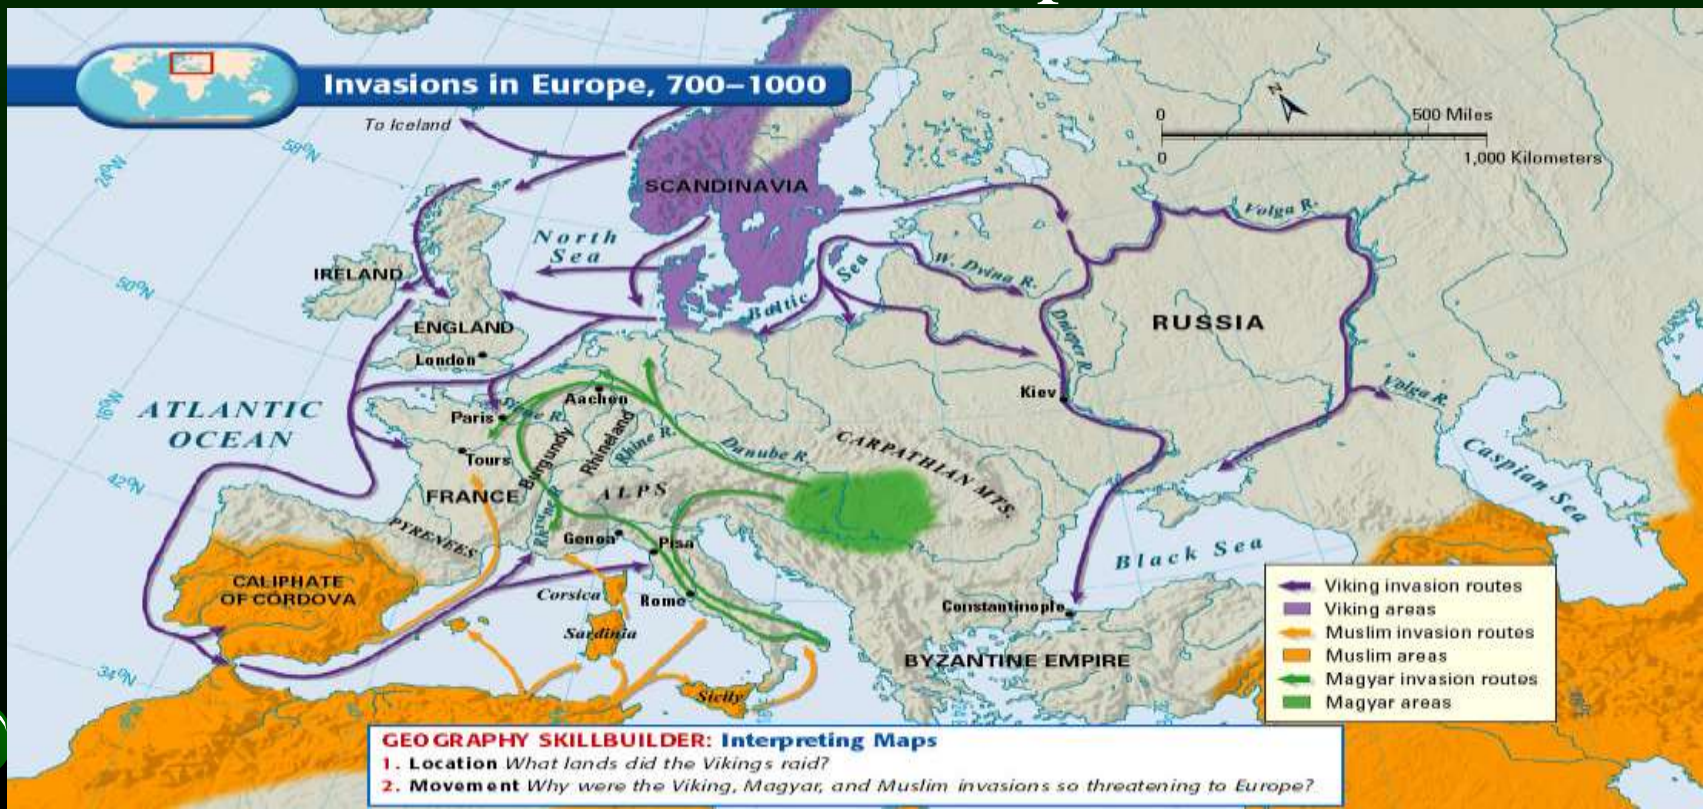 Invasions in Europe, 700–1000
To Iceland
58°N
24°N
0
500 Miles
0
1,000 Kilometers
N
SCANDINAVIA
Volga R.
North
Sea
IRELAND
W. Dvina R.
Baltic
Sea
50°N
ENGLAND
London
Dnieper R.
RUSSIA
16°N
ATLANTIC
OCEAN
Aachen
Kiev
Volga R.
Paris
Seine R.
Rhineland
Rhine R.
Danube R.
CARPATHIAN MTS.
Tours
Burgundy
Caspian Sea
42°N
FRANCE
ALPS
PYRENEES
Genoa
Pisa
Black Sea
CALIPHATE
OF CÓRDOVA
Corsica
Rome
Constantinople
Sardinia
BYZANTINE EMPIRE
34°N
Sicily
Viking invasion routes
Viking areas
Muslim invasion routes
Muslim areas
Magyar invasion routes
Magyar areas
GEOGRAPHY SKILLBUILDER: Interpreting Maps
1. Location What lands did the Vikings raid?
2. Movement Why were the Viking, Magyar, and Muslim invasions so threatening to Europe?